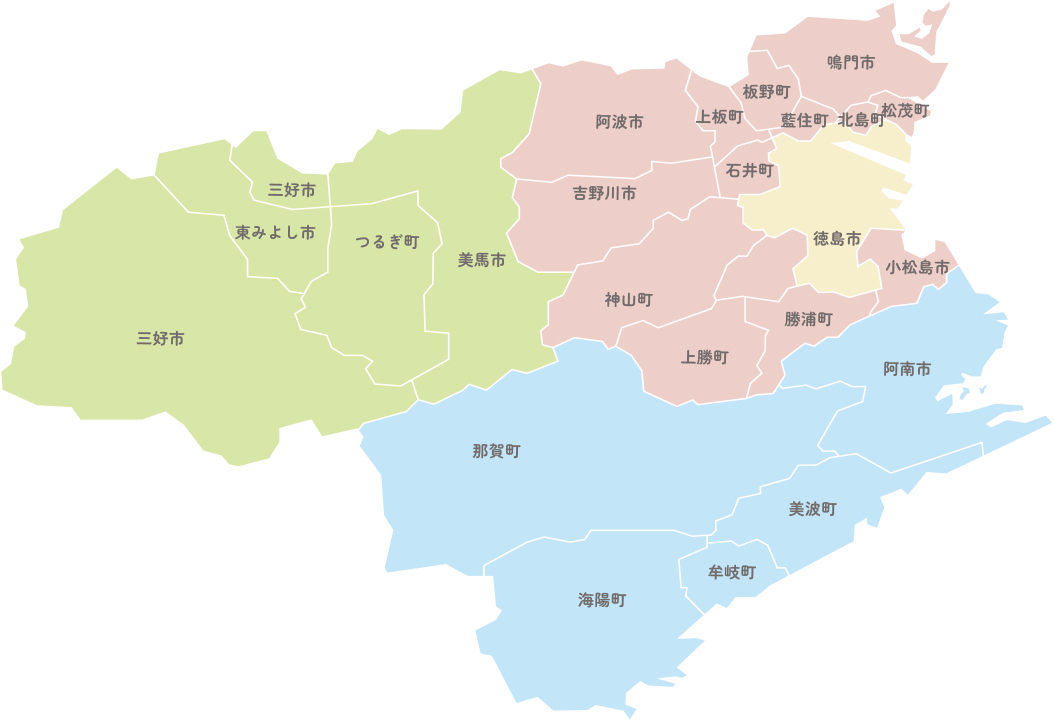 鳴門市
板野町
松茂町
上板町
藍住町
北島町
阿波市
石井町
三好市
吉野川市
東みよし市
つるぎ町
徳島市
美馬市
小松島市
神山町
勝浦町
三好市
上勝町
阿南市
那賀町
美波町
牟岐町
海陽町